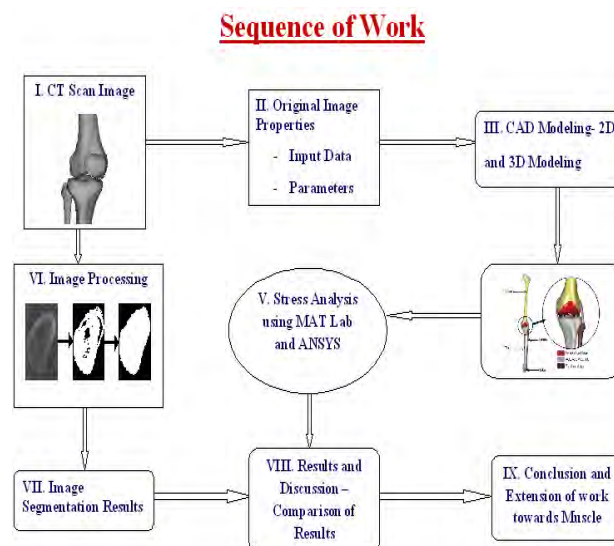 Sequence of Work
I. CT Scan Image
II. Original Image
Properties
- Input Data
- Parameters
III. CAD Modeling- 2D
and 3D Modeling
VI. Image Processing
V. Stress Analysis
using MAT Lab
and ANSYS
VII. Image
Segmentation Results
VIII. Results and
Discussion –
Comparison of
Results
IX. Conclusion and
Extension of work
towards Muscle